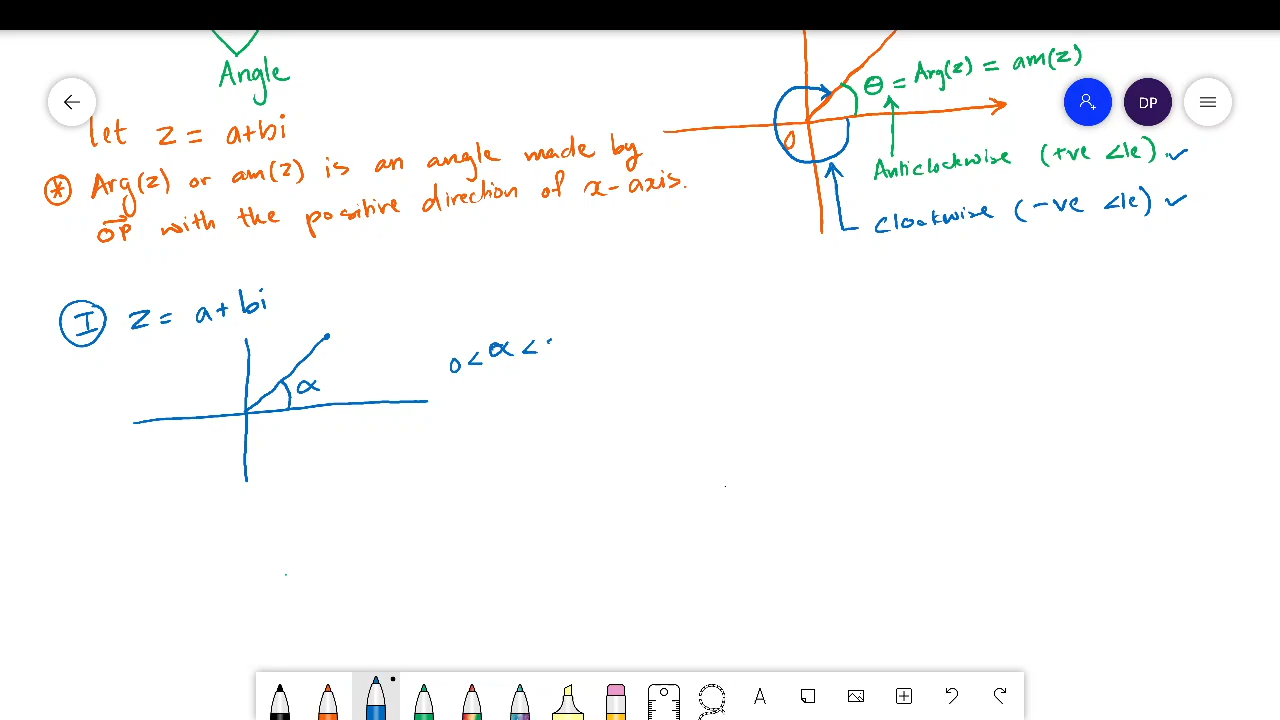 Angle
let z = a+bi
⊛ Arg(z) or am(z) is an angle made by
OP with the positive direction of x-axis.
θ = Arg(z) = am(z)
O
Anticlockwise (+ve <le) ✓
Clockwise (-ve <le) ✓
DP
I z = a + bi
α
0 < α <
A